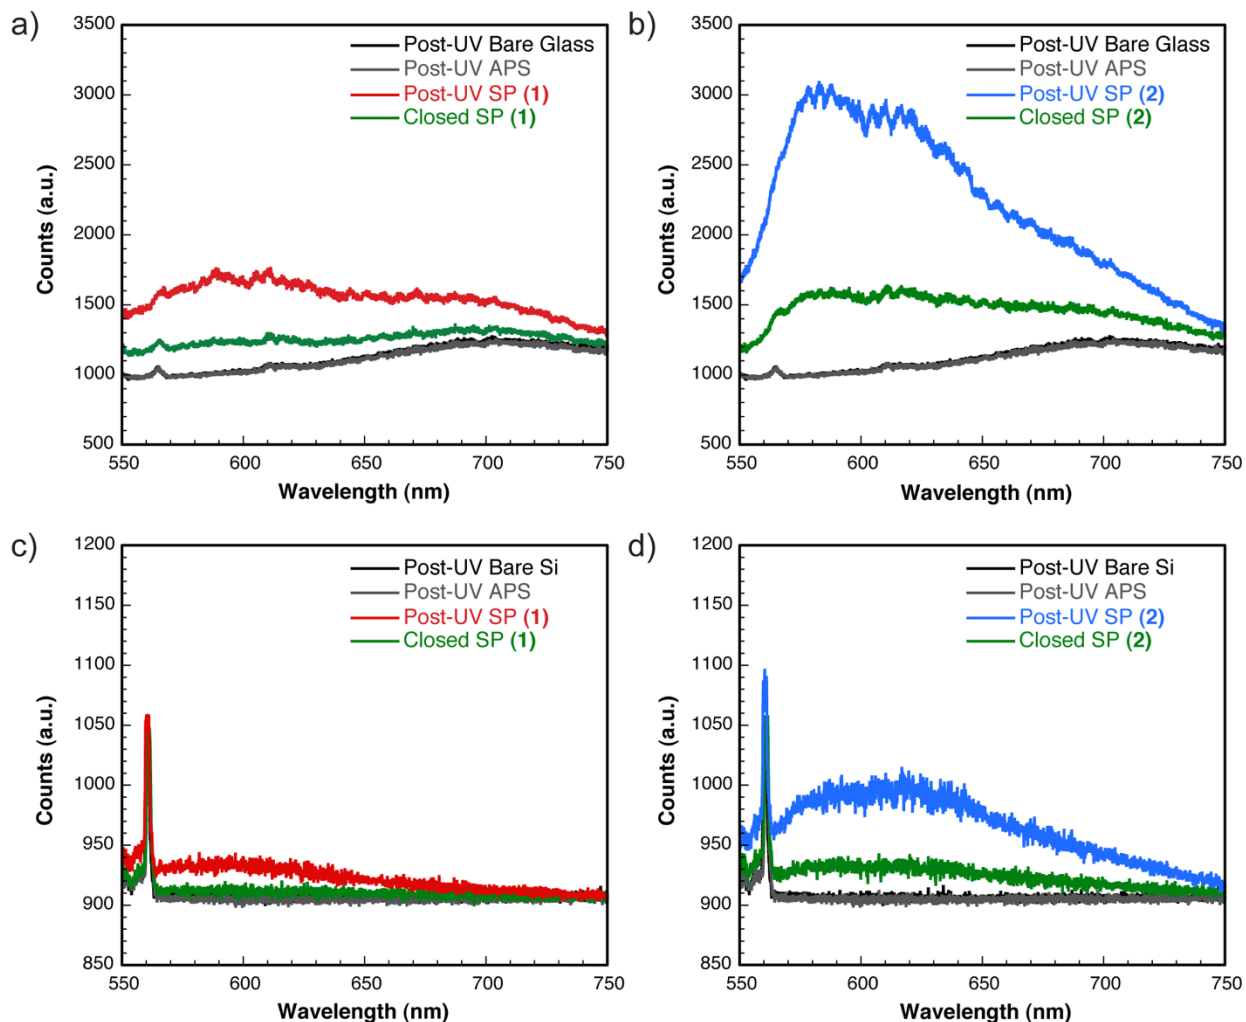 a)
3500
3000
2500
2000
1500
1000
500
Counts (a.u.)
Post-UV Bare Glass
Post-UV APS
Post-UV SP (1)
Closed SP (1)
550 600 650 700 750
Wavelength (nm)
b)
3500
3000
2500
2000
1500
1000
500
Counts (a.u.)
Post-UV Bare Glass
Post-UV APS
Post-UV SP (2)
Closed SP (2)
550 600 650 700 750
Wavelength (nm)
c)
1200
1150
1100
1050
1000
950
900
850
Counts (a.u.)
Post-UV Bare Si
Post-UV APS
Post-UV SP (1)
Closed SP (1)
550 600 650 700 750
Wavelength (nm)
d)
1200
1150
1100
1050
1000
950
900
850
Counts (a.u.)
Post-UV Bare Si
Post-UV APS
Post-UV SP (2)
Closed SP (2)
550 600 650 700 750
Wavelength (nm)